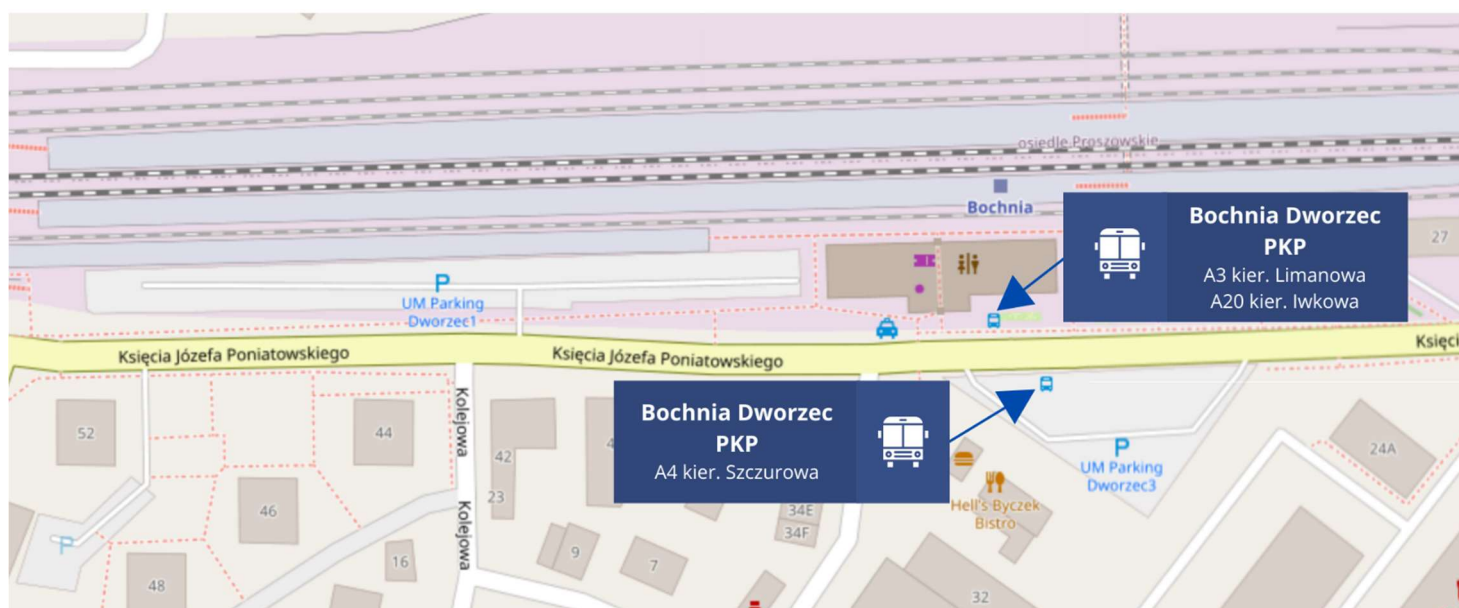 osiedle Proszowskie
Bochnia
Bochnia Dworzec
PKP
A3 kier. Limanowa
A20 kier. Iwkowa
27
P
UM Parking
Dworzec1
Księcia Józefa Poniatowskiego
Księcia Józefa Poniatowskiego
Księci
Kolejowa
Kolejowa
Bochnia Dworzec
PKP
A4 kier. Szczurowa
P
UM Parking
Dworzec3
Hell's Byczek
Bistro
52
44
42
4
23
24A
46
34E
34F
16
9
7
P
48
32